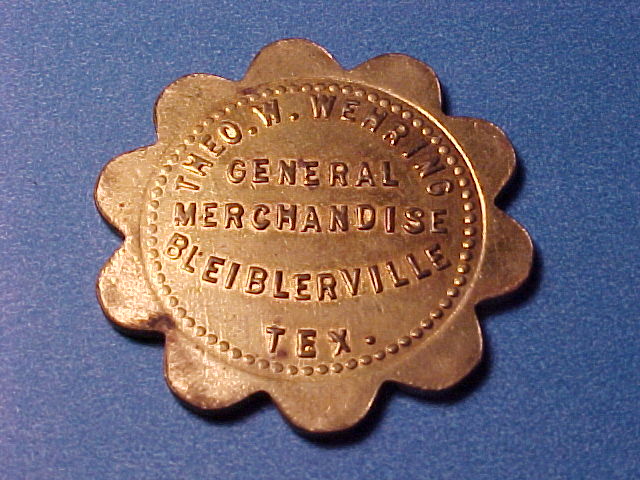 THEO. W. WEHRING
GENERAL
MERCHANDISE
BLEIBLERVILLE
TEX.